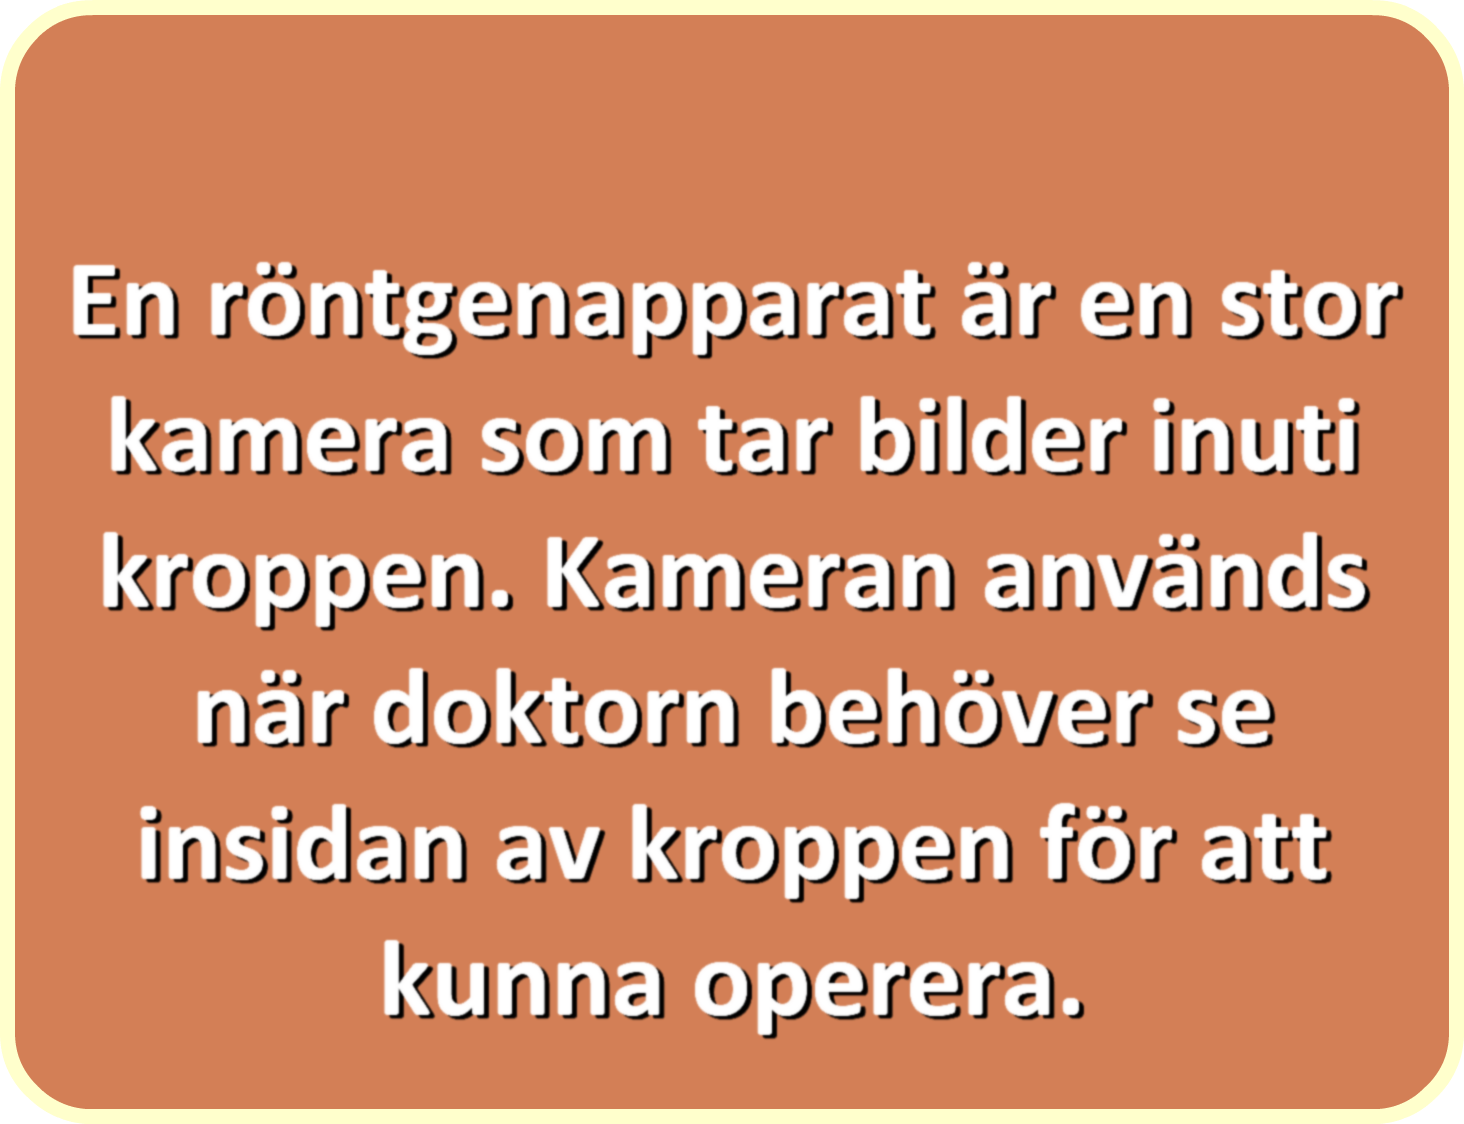 En röntgenapparat är en stor
kamera som tar bilder inuti
kroppen. Kameran används
när doktorn behöver se
insidan av kroppen för att
kunna operera.